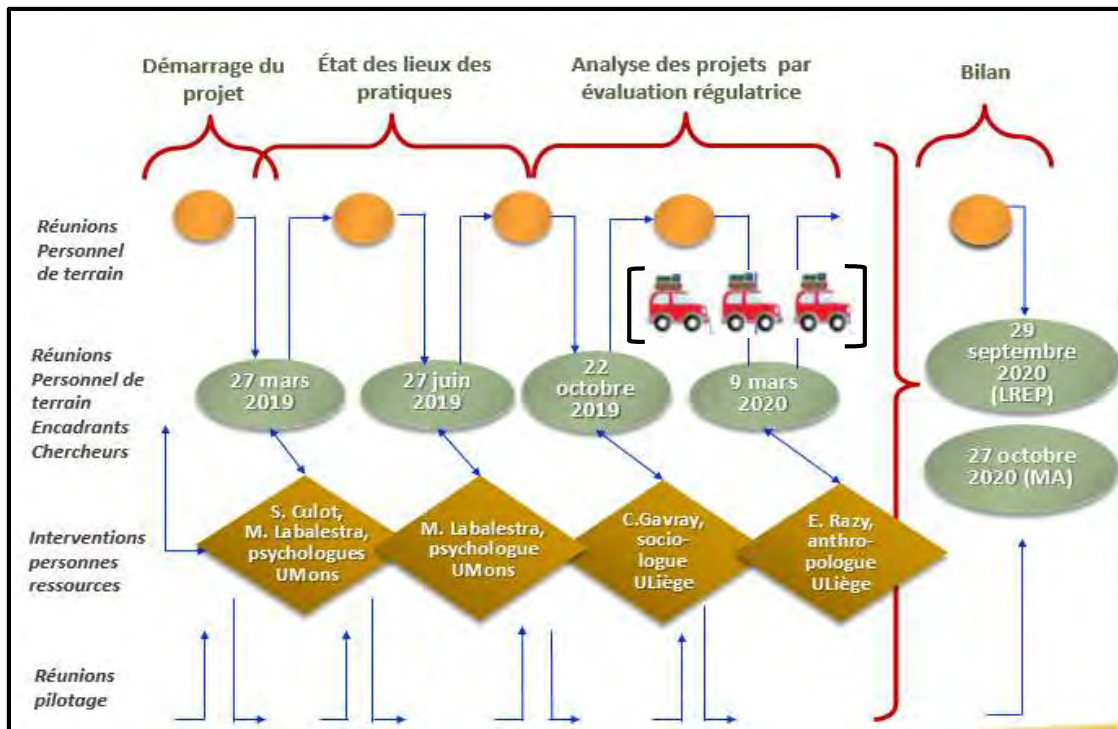 Démarrage du
projet
État des lieux des
pratiques
Analyse des projets par
évaluation régulatrice
Bilan
Réunions
Personnel
de terrain
Réunions
Personnel de
terrain
Encadrants
Chercheurs
27 mars
2019
27 juin
2019
22
octobre
2019
9 mars
2020
29
septembre
2020
(LREP)
27 octobre
2020 (MA)
Interventions
personnes
ressources
S. Culot,
M. Labalestra,
psychologues
UMons
M. Labalestra,
psychologue
UMons
C.Gavray,
socio-
logue
ULiège
E. Razy,
anthro-
pologue
ULiège
Réunions
pilotage